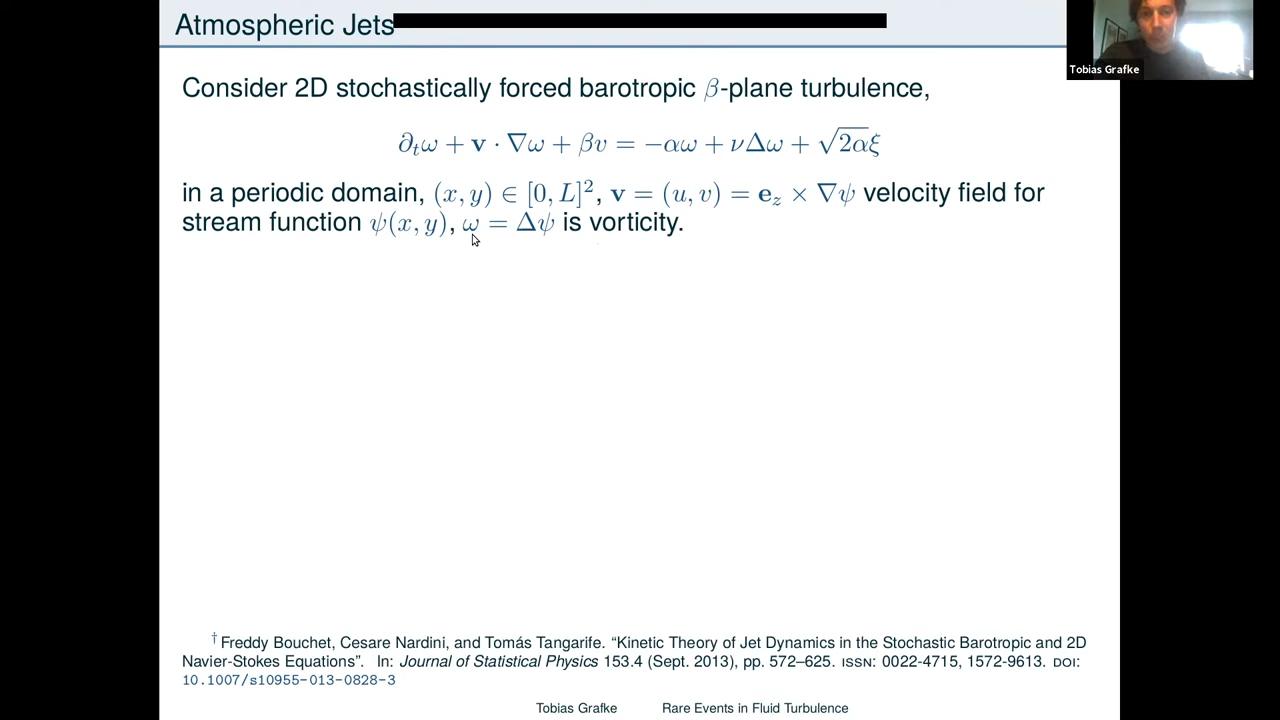 Atmospheric Jets
Tobias Grafke
Consider 2D stochastically forced barotropic β-plane turbulence,
∂ₜω + v · ∇ω + βv = −αω + νΔω + √2α ξ
in a periodic domain, (x, y) ∈ [0, L]², v = (u, v) = e_z × ∇ψ velocity field for
stream function ψ(x, y), ω = Δψ is vorticity.
† Freddy Bouchet, Cesare Nardini, and Tomás Tangarife. “Kinetic Theory of Jet Dynamics in the Stochastic Barotropic and 2D
Navier-Stokes Equations”. In: Journal of Statistical Physics 153.4 (Sept. 2013), pp. 572–625. ISSN: 0022-4715, 1572-9613. DOI:
10.1007/s10955-013-0828-3
Tobias Grafke Rare Events in Fluid Turbulence